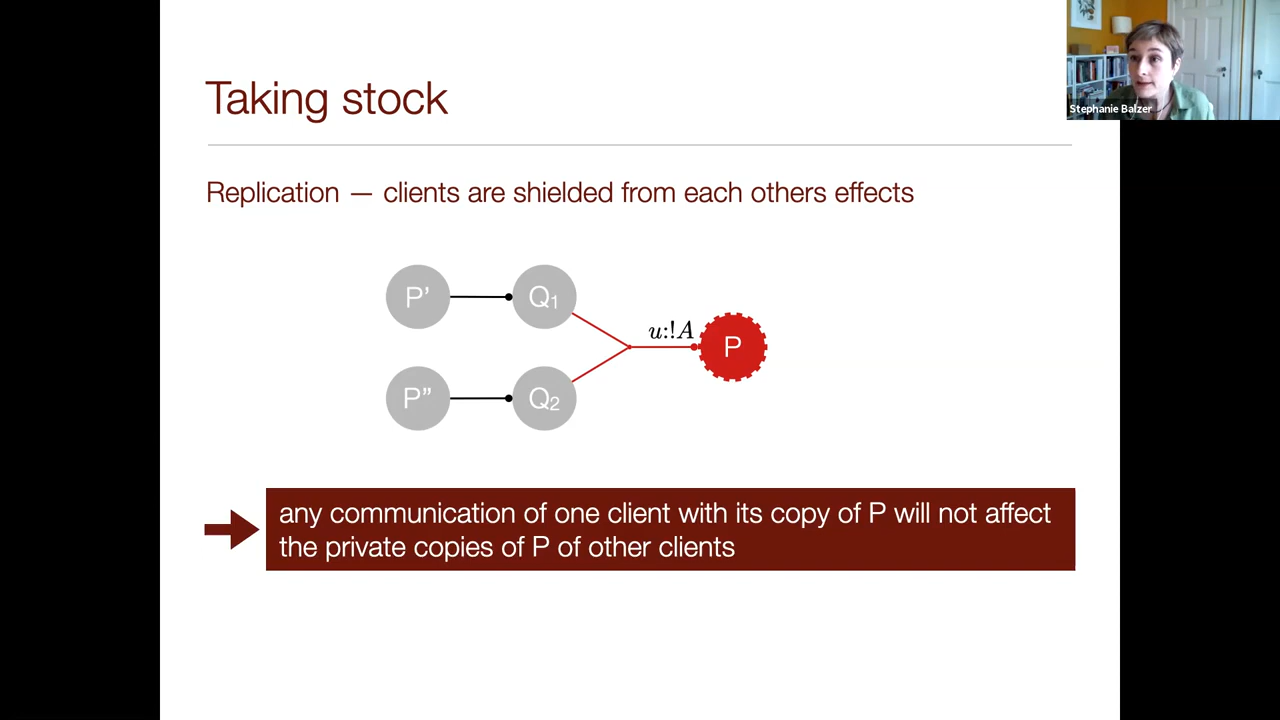 Taking stock
Stephanie Balzer
Replication — clients are shielded from each others effects
P’
Q₁
u:!A
P
P”
Q₂
any communication of one client with its copy of P will not affect
the private copies of P of other clients